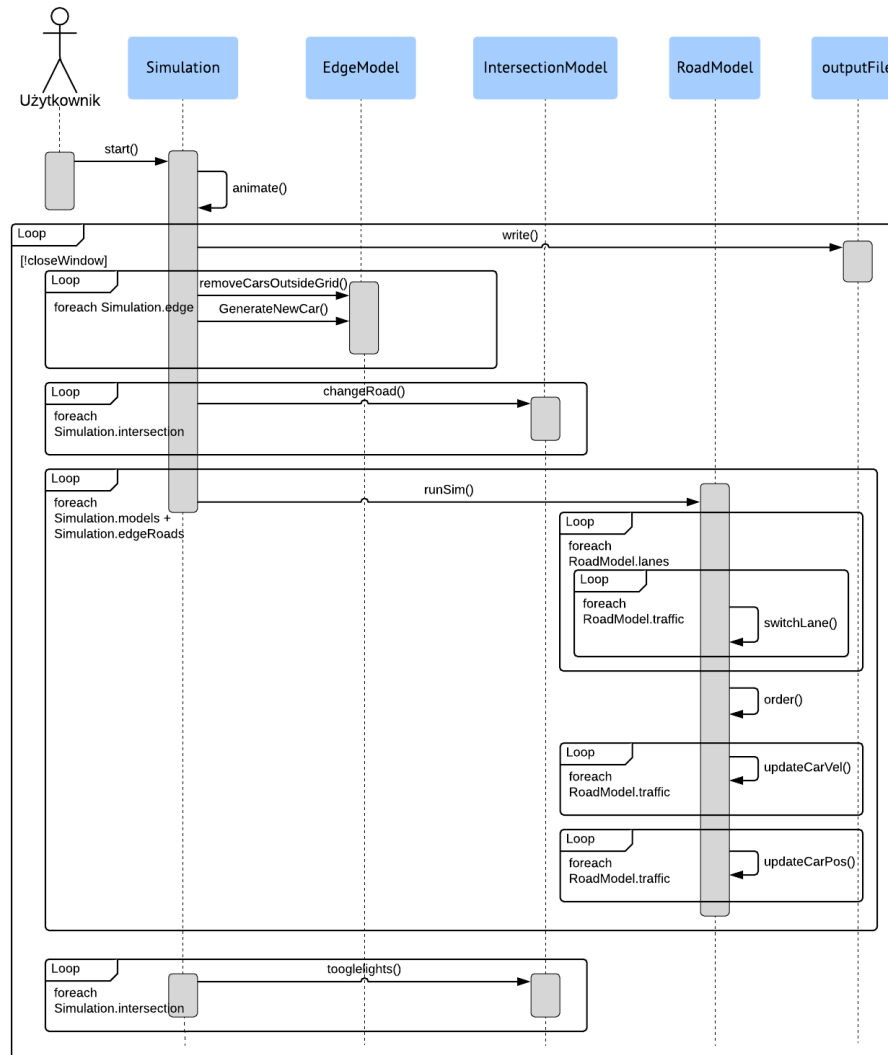 Użytkownik
Simulation
EdgeModel
IntersectionModel
RoadModel
outputFile
start()
animate()
Loop
[!closeWindow]
write()
Loop
foreach Simulation.edge
removeCarsOutsideGrid()
GenerateNewCar()
Loop
foreach
Simulation.intersection
changeRoad()
Loop
foreach
Simulation.models +
Simulation.edgeRoads
runSim()
Loop
foreach
RoadModel.lanes
Loop
foreach
RoadModel.traffic
switchLane()
order()
Loop
foreach
RoadModel.traffic
updateCarVel()
Loop
foreach
RoadModel.traffic
updateCarPos()
Loop
foreach
Simulation.intersection
tooglelights()